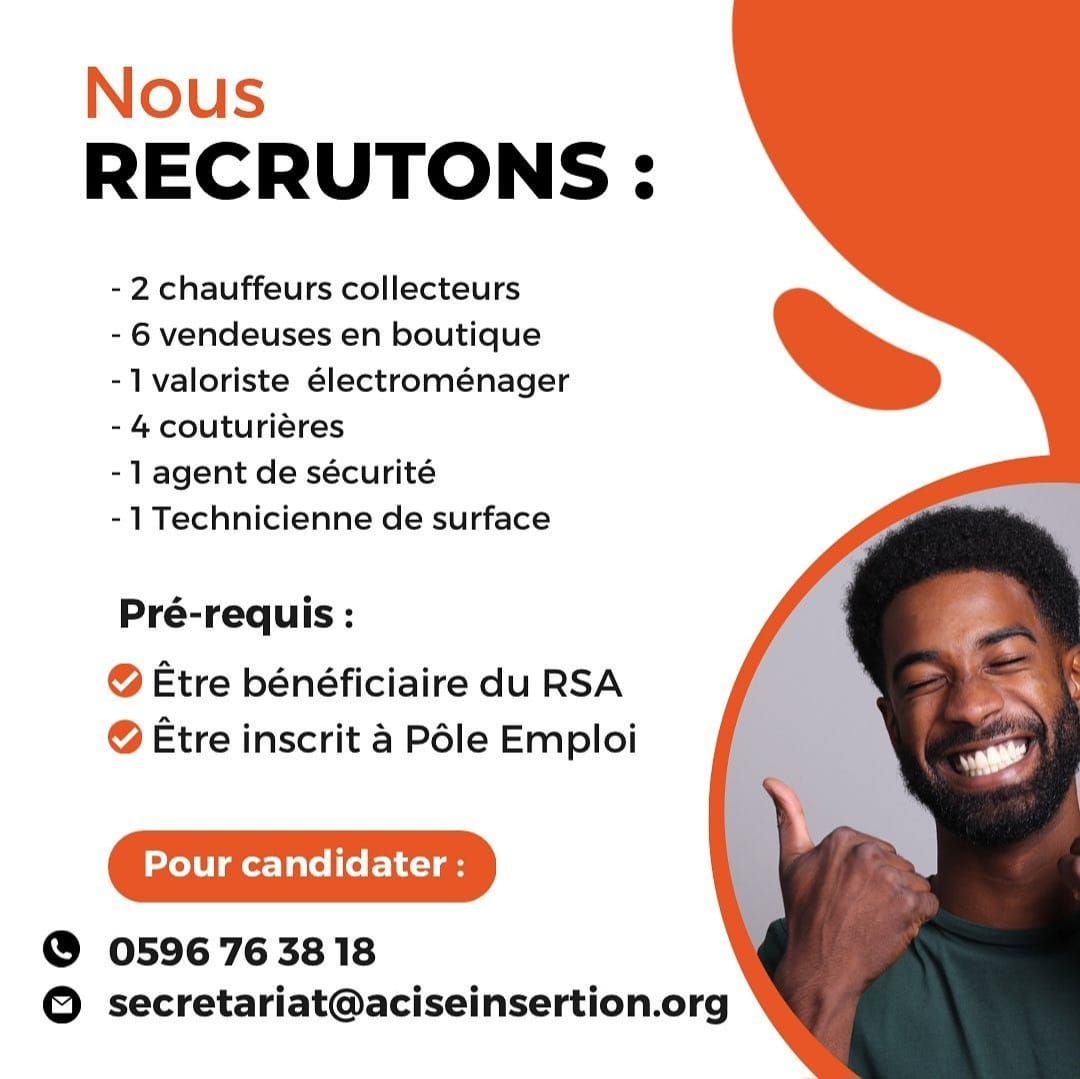 Nous
RECRUTONS :
- 2 chauffeurs collecteurs
- 6 vendeuses en boutique
- 1 valoriste  électroménager
- 4 couturières
- 1 agent de sécurité
- 1 Technicienne de surface
Pré-requis :
Être bénéficiaire du RSA
Être inscrit à Pôle Emploi
Pour candidater :
0596 76 38 18
secretariat@aciseinsertion.org